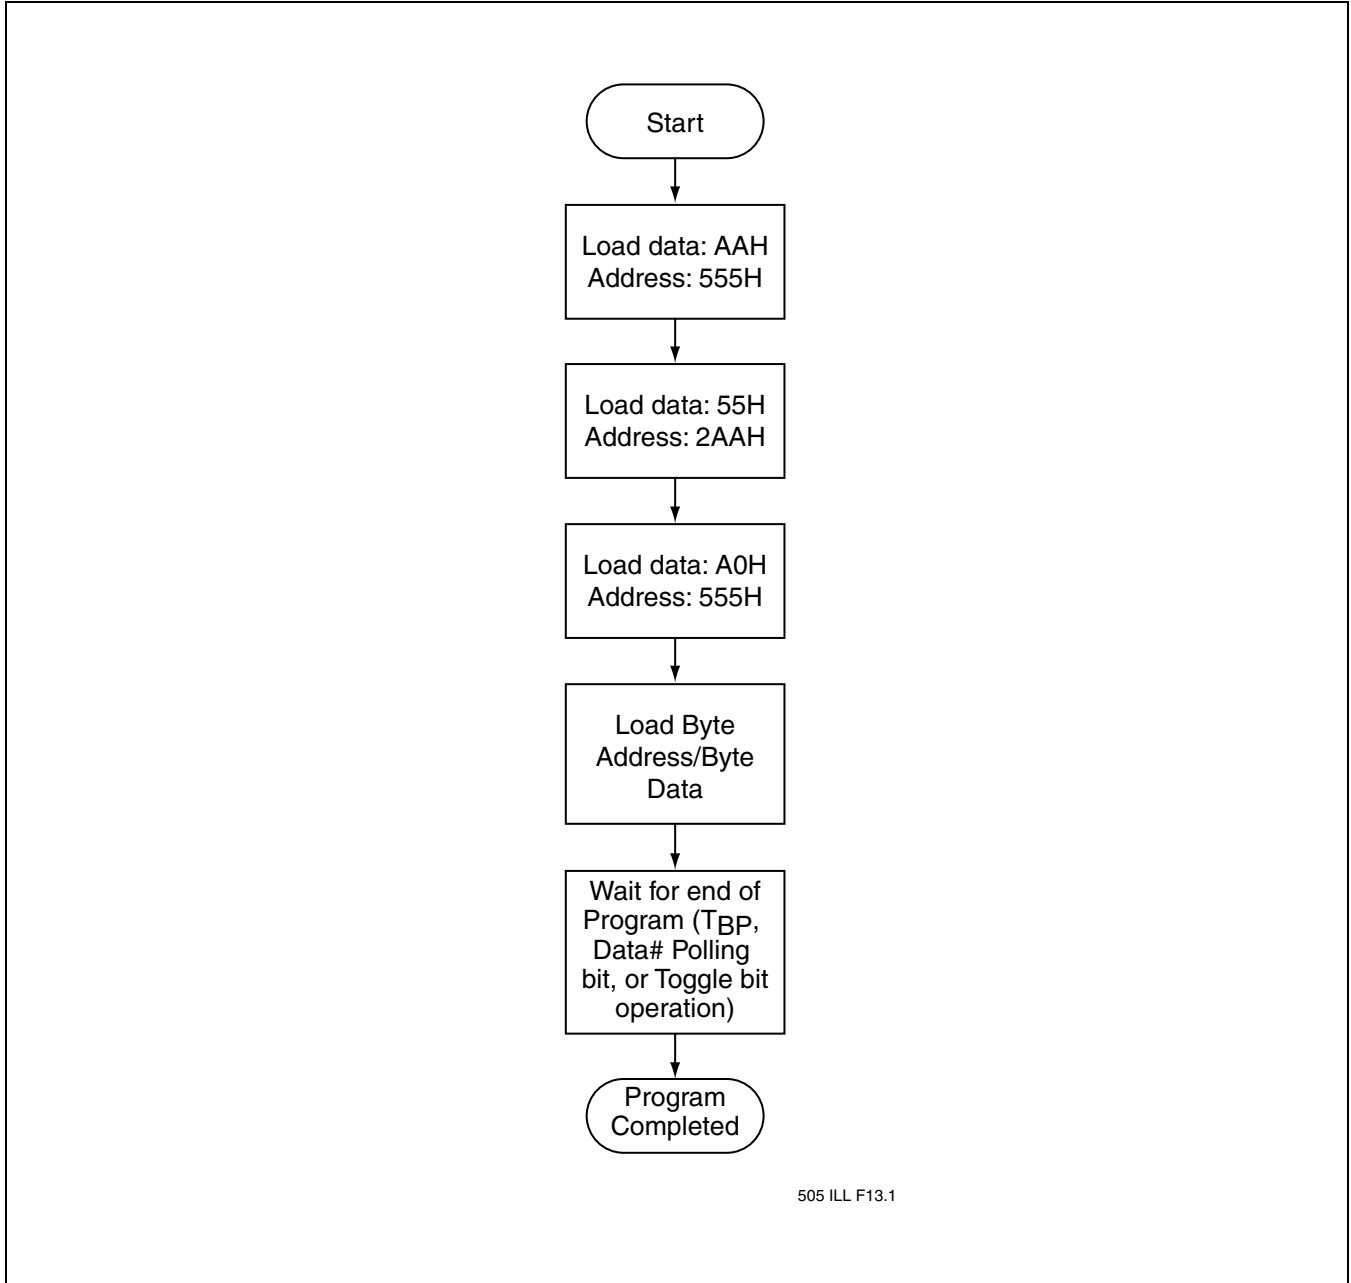 Start
Load data: AAH
Address: 555H
Load data: 55H
Address: 2AAH
Load data: A0H
Address: 555H
Load Byte
Address/Byte
Data
Wait for end of
Program (TBP,
Data# Polling
bit, or Toggle bit
operation)
Program
Completed
505 ILL F13.1